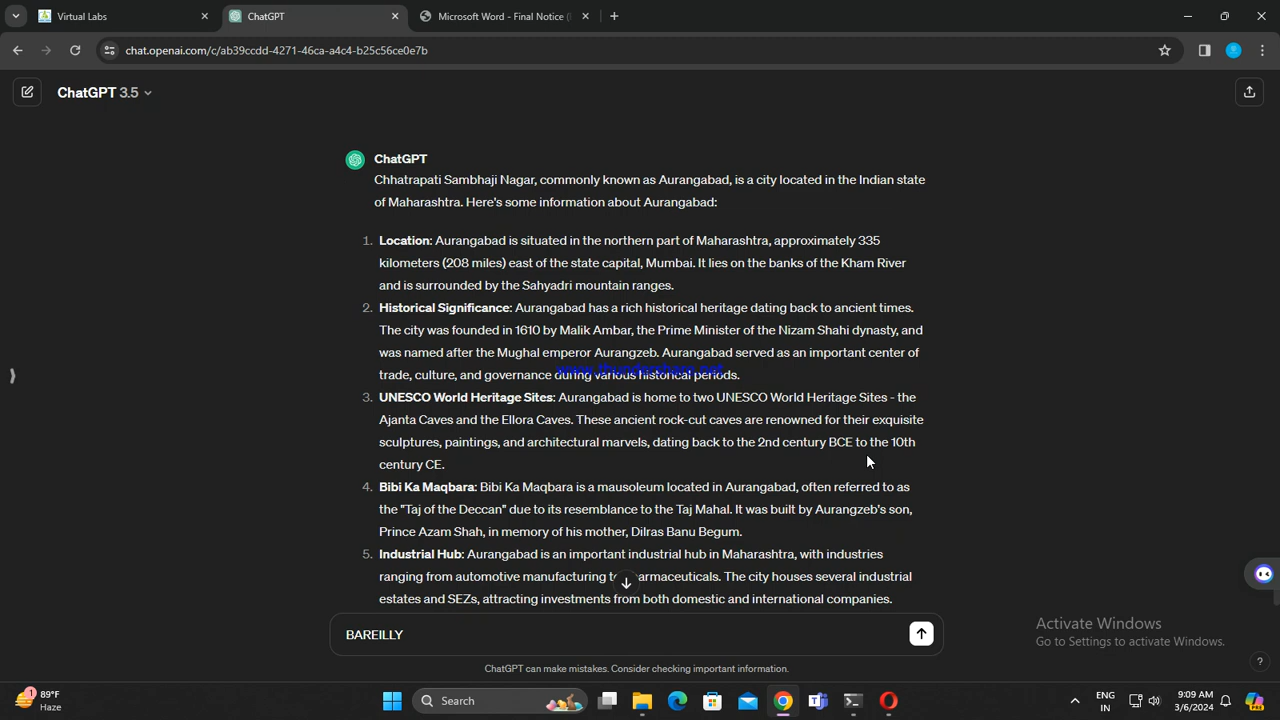 Virtual Labs
ChatGPT
Microsoft Word - Final Notice (
chat.openai.com/c/ab39ccdd-4271-46ca-a4c4-b25c56ce0e7b
ChatGPT 3.5
ChatGPT
Chhatrapati Sambhaji Nagar, commonly known as Aurangabad, is a city located in the Indian state
of Maharashtra. Here's some information about Aurangabad:
1. Location: Aurangabad is situated in the northern part of Maharashtra, approximately 335
kilometers (208 miles) east of the state capital, Mumbai. It lies on the banks of the Kham River
and is surrounded by the Sahyadri mountain ranges.
2. Historical Significance: Aurangabad has a rich historical heritage dating back to ancient times.
The city was founded in 1610 by Malik Ambar, the Prime Minister of the Nizam Shahi dynasty, and
was named after the Mughal emperor Aurangzeb. Aurangabad served as an important center of
www.thundershare.net
trade, culture, and governance during various historical periods.
3. UNESCO World Heritage Sites: Aurangabad is home to two UNESCO World Heritage Sites - the
Ajanta Caves and the Ellora Caves. These ancient rock-cut caves are renowned for their exquisite
sculptures, paintings, and architectural marvels, dating back to the 2nd century BCE to the 10th
century CE.
4. Bibi Ka Maqbara: Bibi Ka Maqbara is a mausoleum located in Aurangabad, often referred to as
the "Taj of the Deccan" due to its resemblance to the Taj Mahal. It was built by Aurangzeb's son,
Prince Azam Shah, in memory of his mother, Dilras Banu Begum.
5. Industrial Hub: Aurangabad is an important industrial hub in Maharashtra, with industries
ranging from automotive manufacturing to pharmaceuticals. The city houses several industrial
estates and SEZs, attracting investments from both domestic and international companies.
BAREILLY
Activate Windows
Go to Settings to activate Windows.
ChatGPT can make mistakes. Consider checking important information.
?
1
89°F
Haze
Search
ENG
IN
9:09 AM
3/6/2024